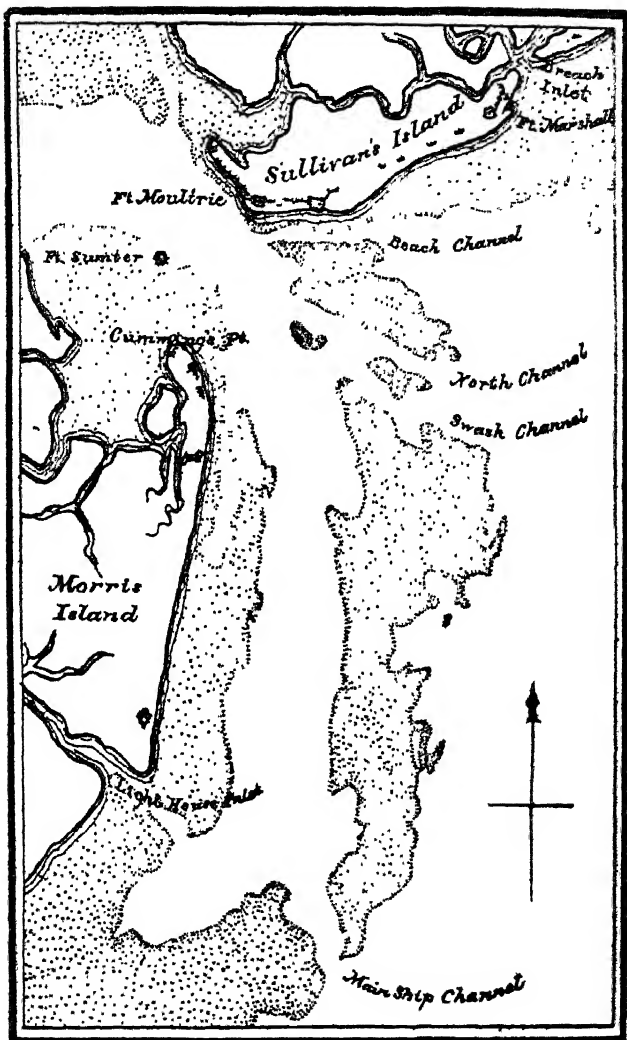 Breach
Inlet
Ft. Marshall
Sullivan's Island
Ft Moultrie
Beach Channel
Ft. Sumter
Cummings Pt.
North Channel
Swash Channel
Morris
Island
Light House Inlet
Main Ship Channel